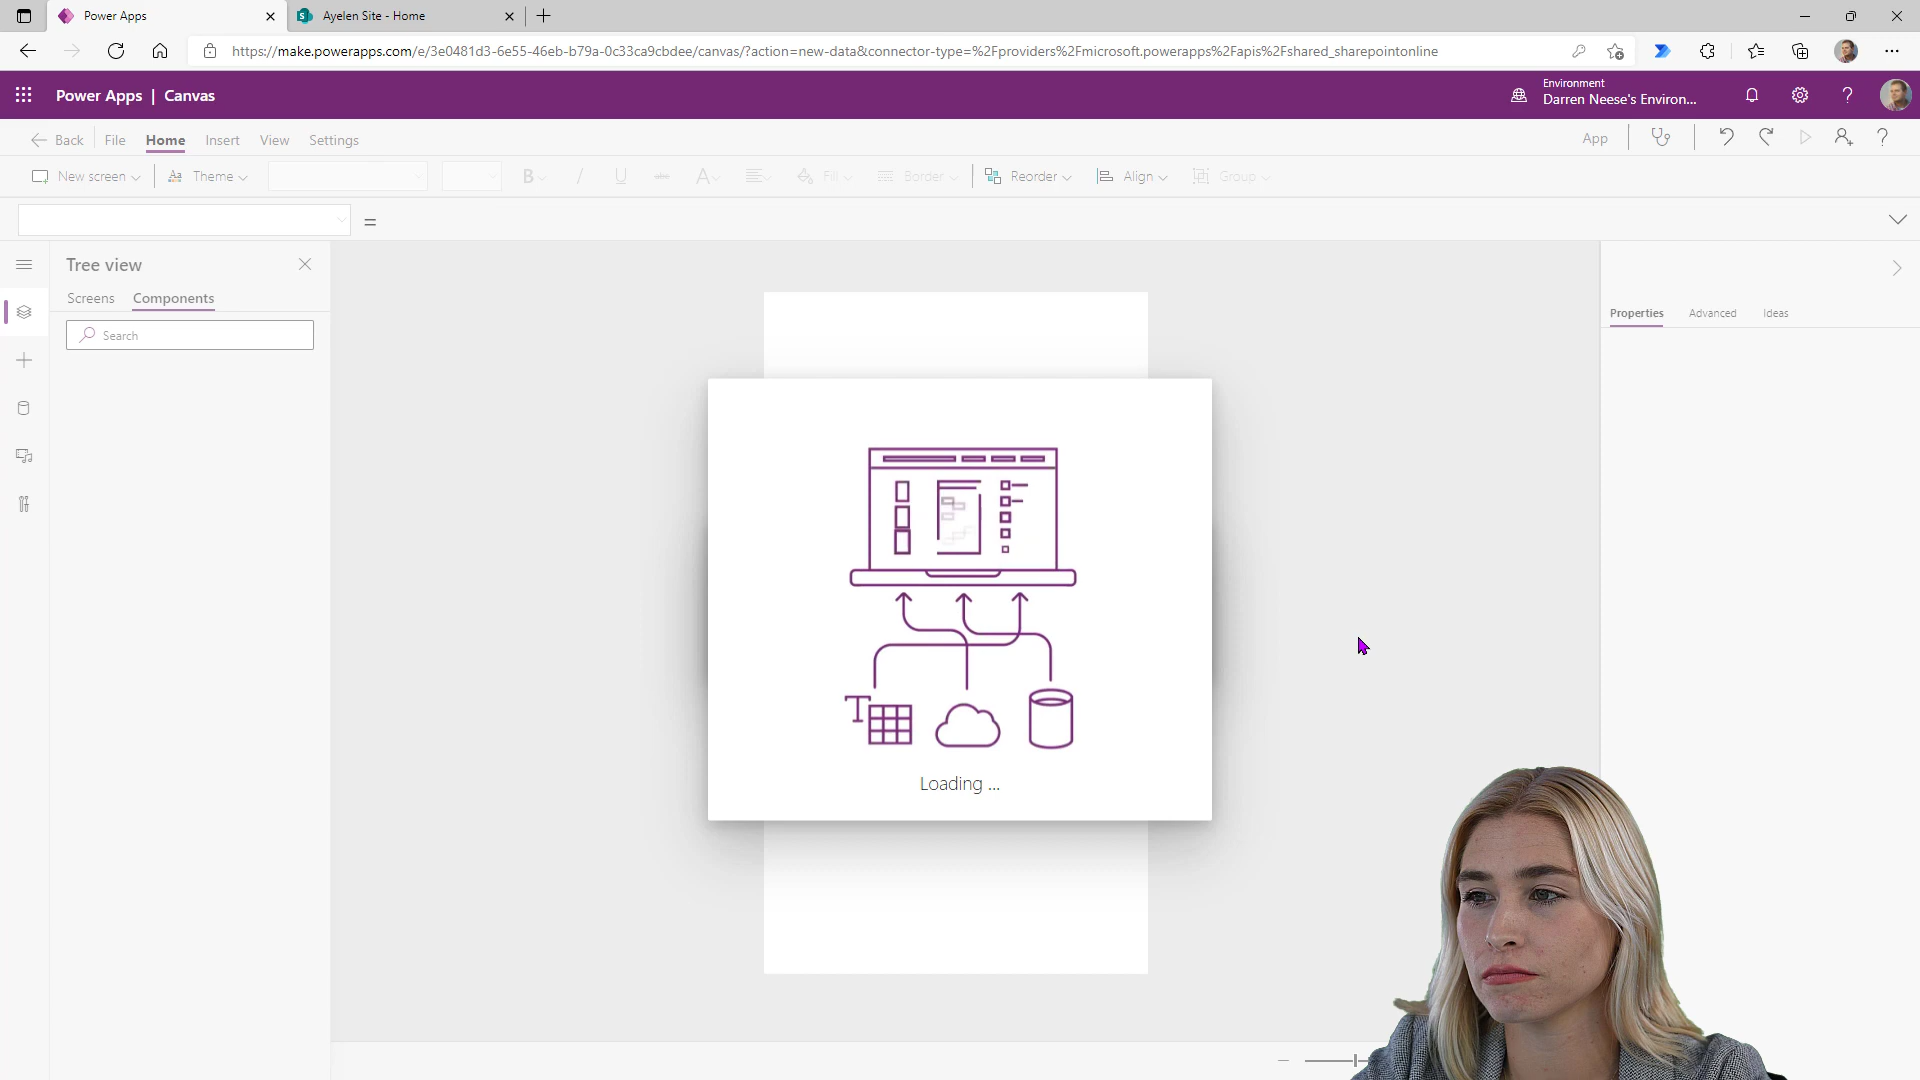 Power Apps
Ayelen Site - Home
https://make.powerapps.com/e/3e0481d3-6e55-46eb-b79a-0c33ca9cbdee/canvas/?action=new-data&connector-type=%2Fproviders%2Fmicrosoft.powerapps%2Fapis%2Fshared_sharepointonline
Power Apps | Canvas
Environment
Darren Neese's Environ...
Back File Home Insert View Settings
App
New screen Theme B / U abc A Fill Border Reorder Align Group
=
Tree view
Screens Components
Search
Properties Advanced Ideas
T
Loading ...